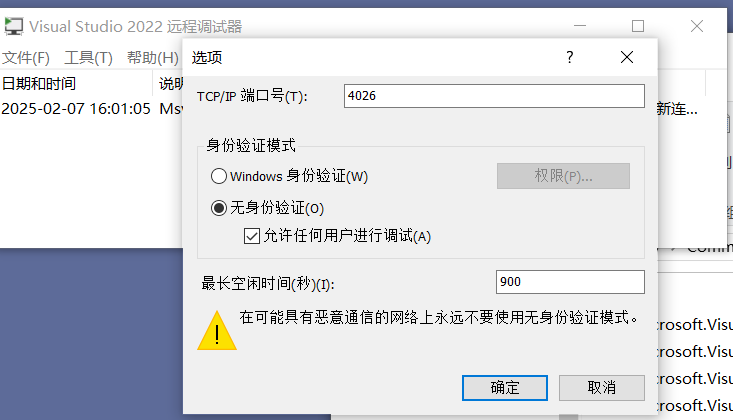 Visual Studio 2022 远程调试器
文件(F) 工具(T) 帮助(H)
选项
?
日期和时间
2025-02-07 16:01:05
新连...
TCP/IP 端口号(T):
4026
身份验证模式
Windows 身份验证(W)
权限(P)...
无身份验证(O)
允许任何用户进行调试(A)
最长空闲时间(秒)(I):
900
在可能具有恶意通信的网络上永远不要使用无身份验证模式。
确定
取消
crosoft.Visu
crosoft.Visu
crosoft.Visu
crosoft.Visu